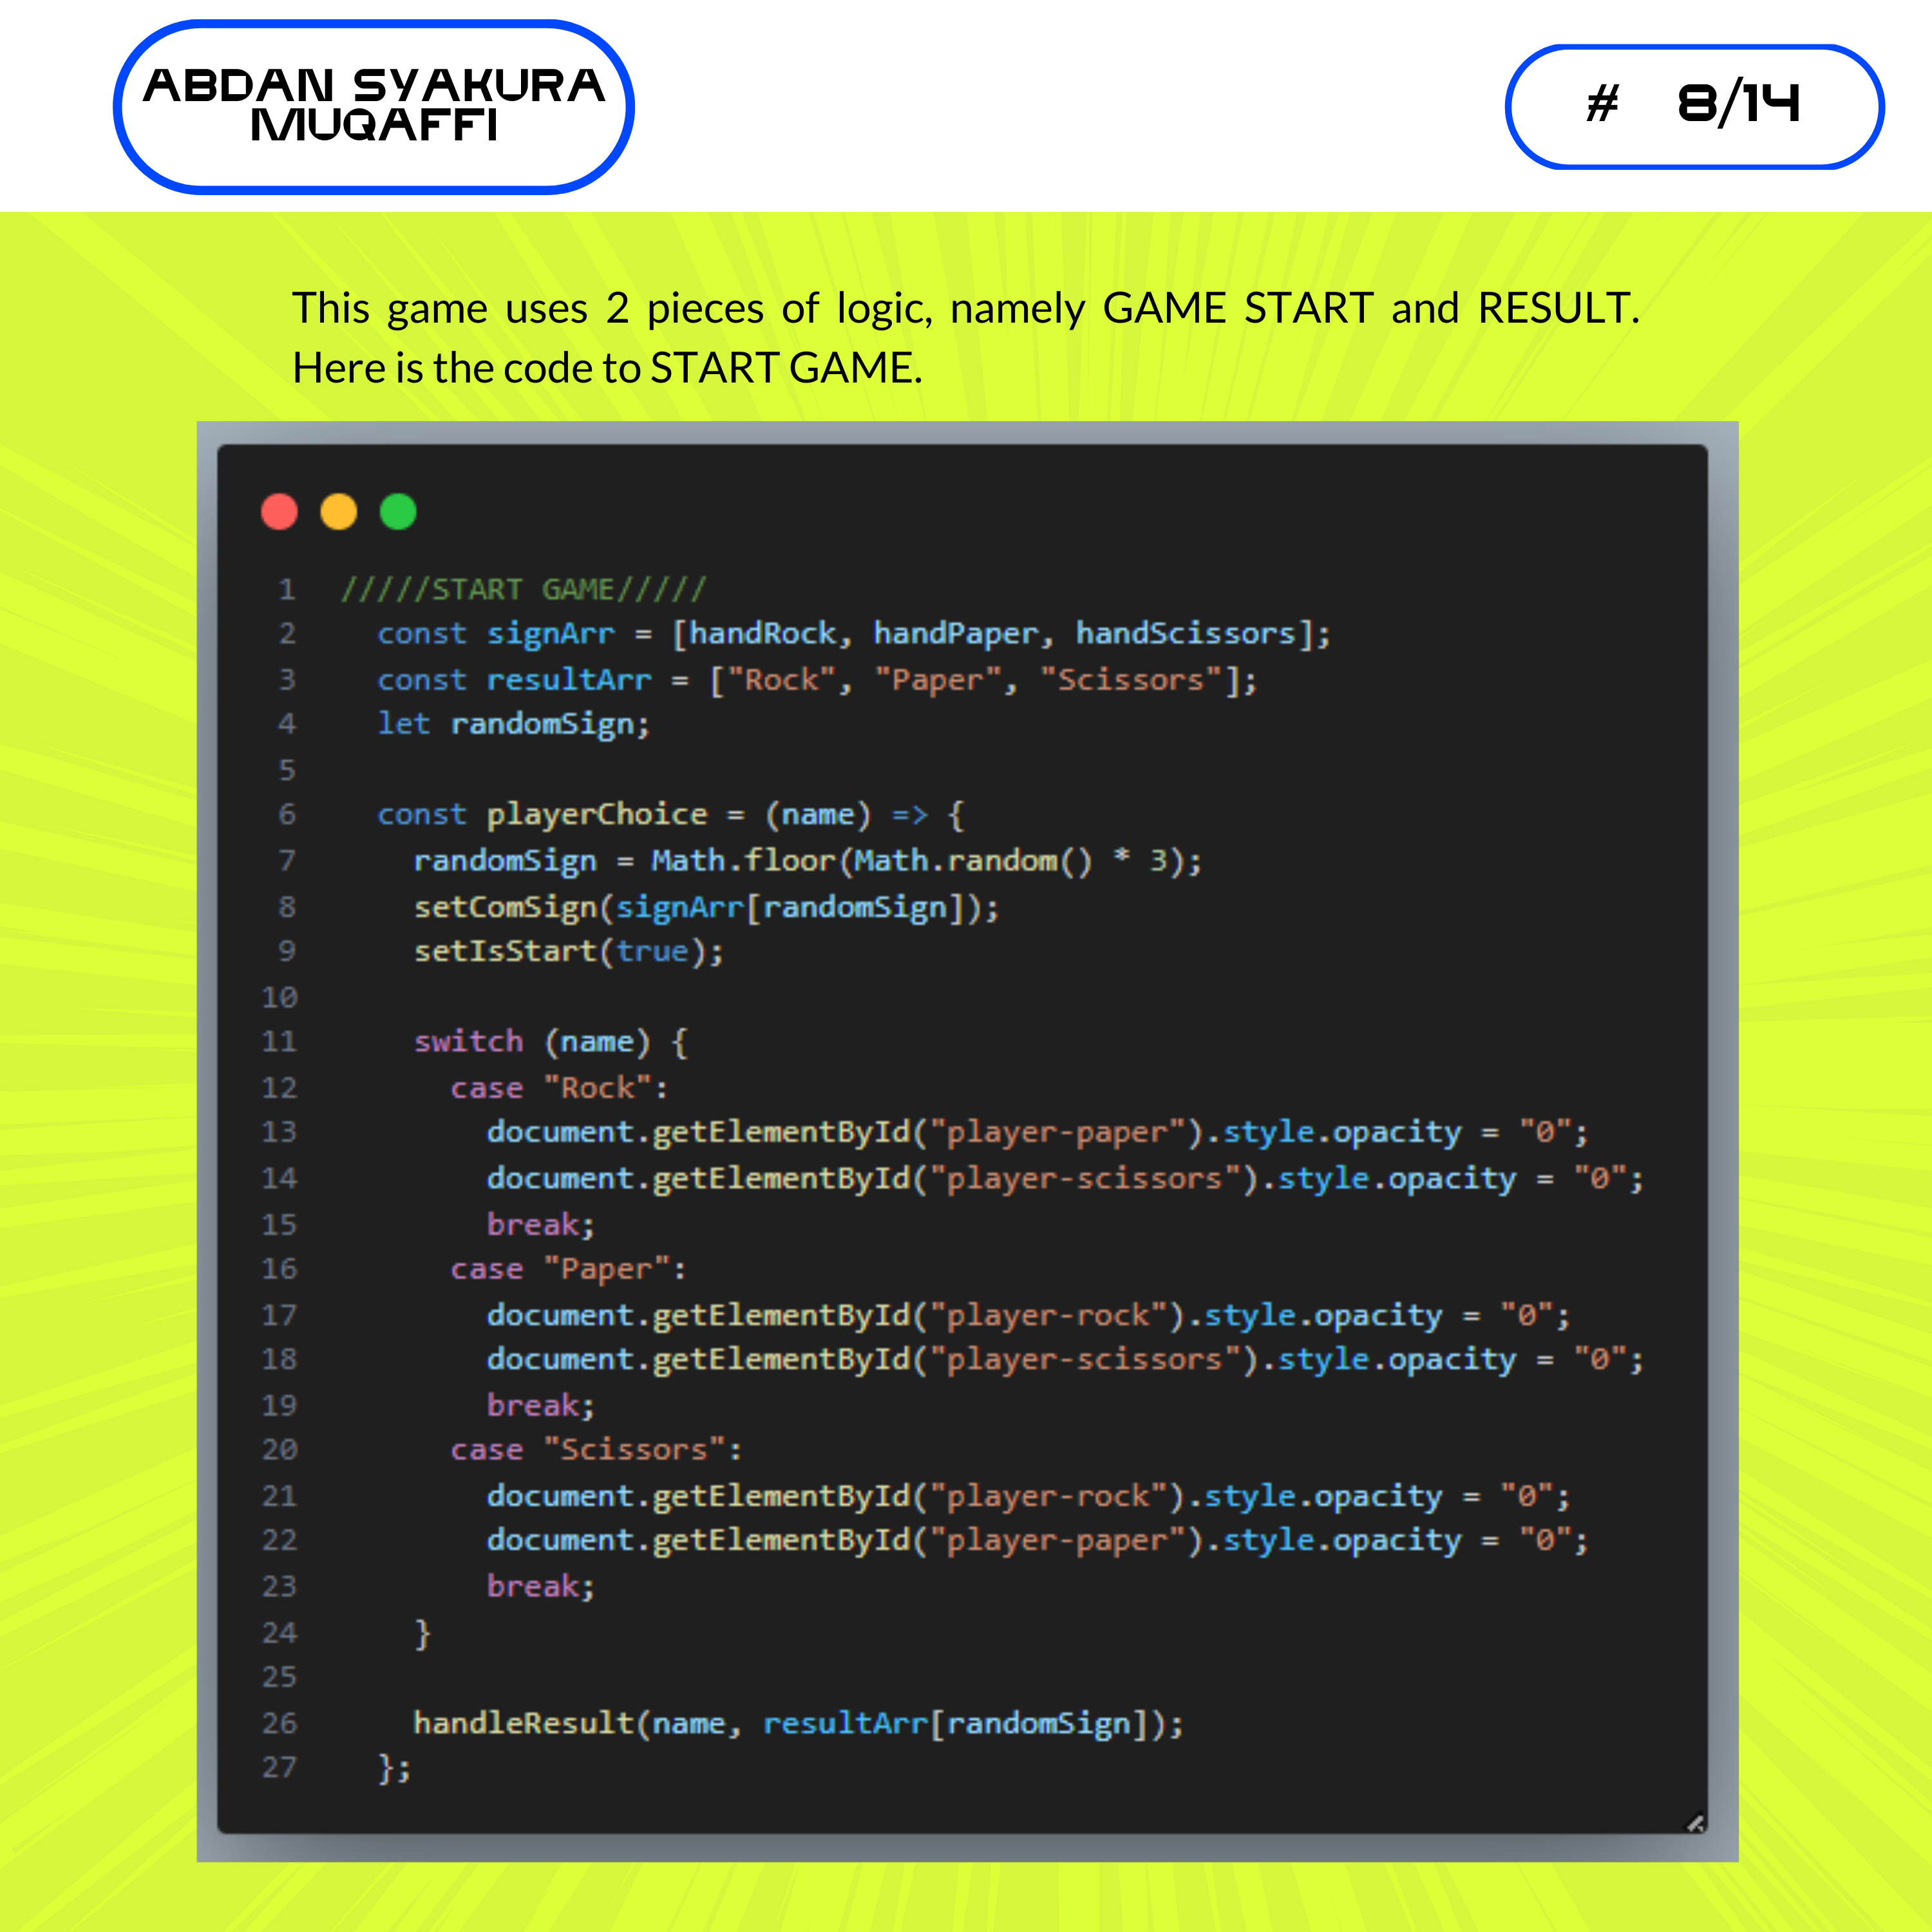 ABDAN SYAKURA
MUQAFFI
# 8/14
This game uses 2 pieces of logic, namely GAME START and RESULT.
Here is the code to START GAME.
1 /////START GAME/////
2 const signArr = [handRock, handPaper, handScissors];
3 const resultArr = ["Rock", "Paper", "Scissors"];
4 let randomSign;
5
6 const playerChoice = (name) => {
7 randomSign = Math.floor(Math.random() * 3);
8 setComSign(signArr[randomSign]);
9 setIsStart(true);
10
11 switch (name) {
12 case "Rock":
13 document.getElementById("player-paper").style.opacity = "0";
14 document.getElementById("player-scissors").style.opacity = "0";
15 break;
16 case "Paper":
17 document.getElementById("player-rock").style.opacity = "0";
18 document.getElementById("player-scissors").style.opacity = "0";
19 break;
20 case "Scissors":
21 document.getElementById("player-rock").style.opacity = "0";
22 document.getElementById("player-paper").style.opacity = "0";
23 break;
24 }
25
26 handleResult(name, resultArr[randomSign]);
27 };